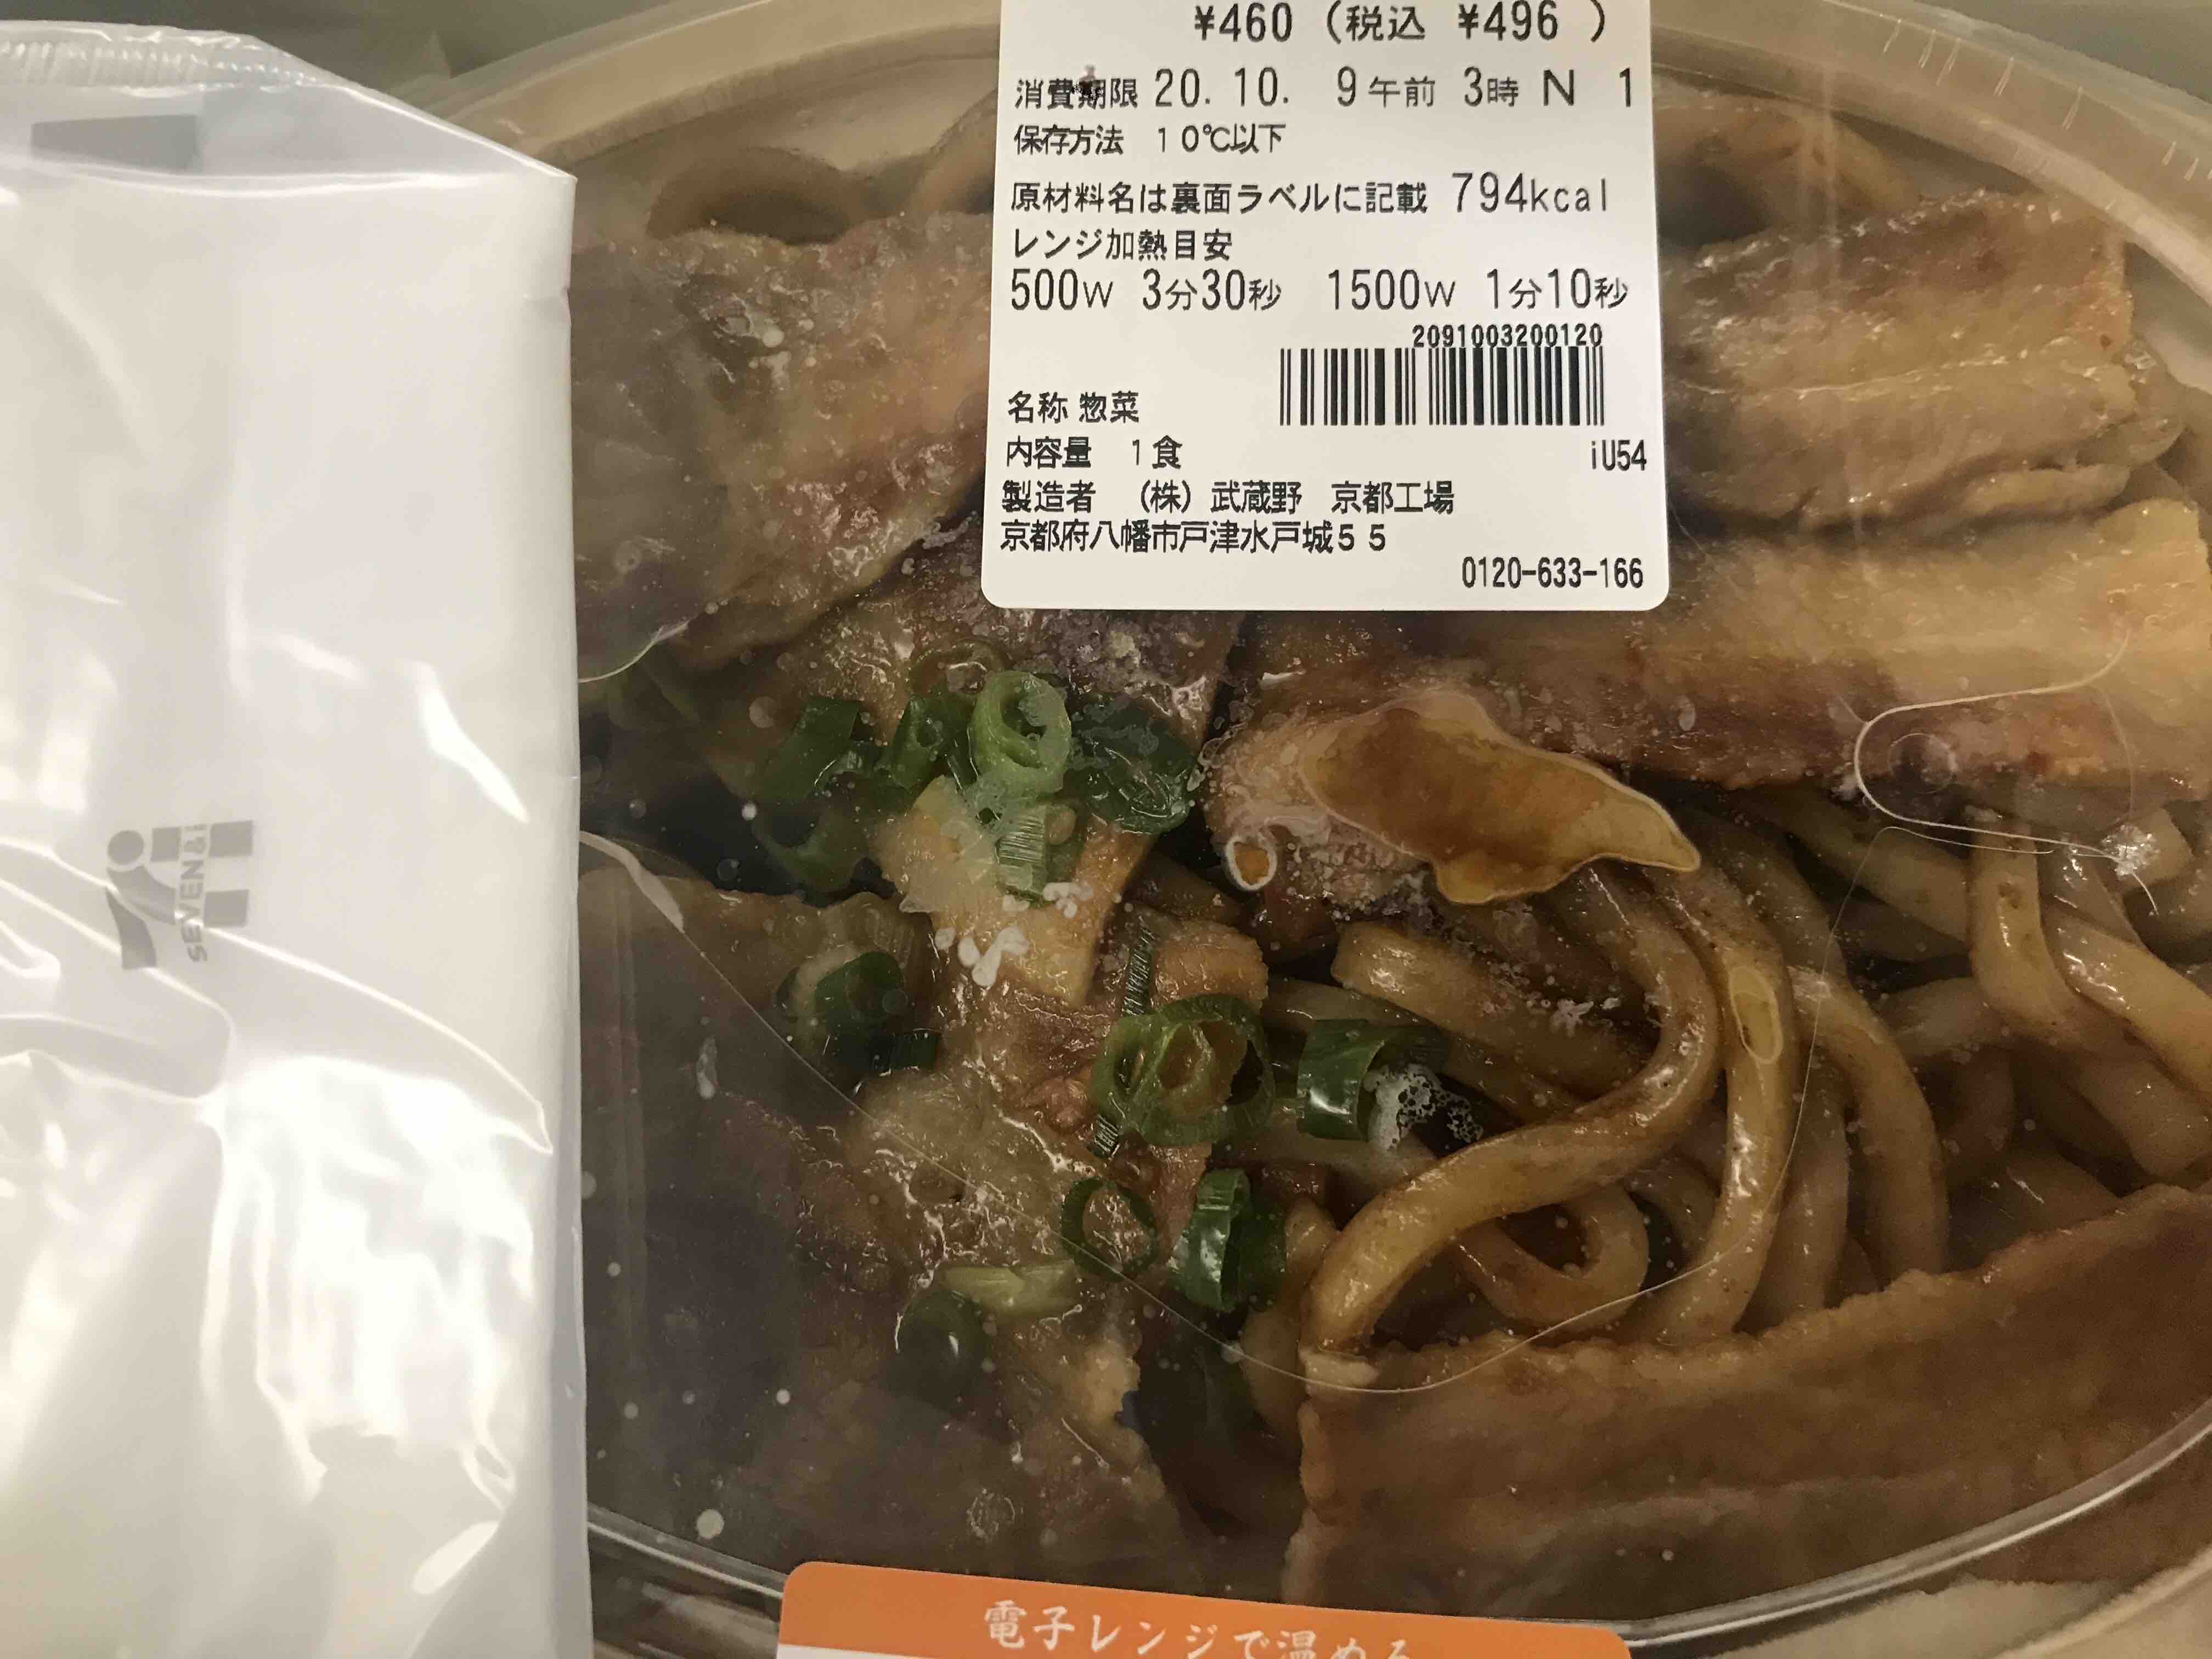 ¥460 (税込 ¥496 )
消費期限 20. 10. 9午前 3時 N 1
保存方法 10℃以下
原材料名は裏面ラベルに記載 794kcal
レンジ加熱目安
500W 3分30秒 1500W 1分10秒
2091003200120
名称 惣菜
内容量 1食
iU54
製造者 (株) 武蔵野 京都工場
京都府八幡市戸津水戸城55
0120-633-166
SEVEN&i
電子レンジで温める